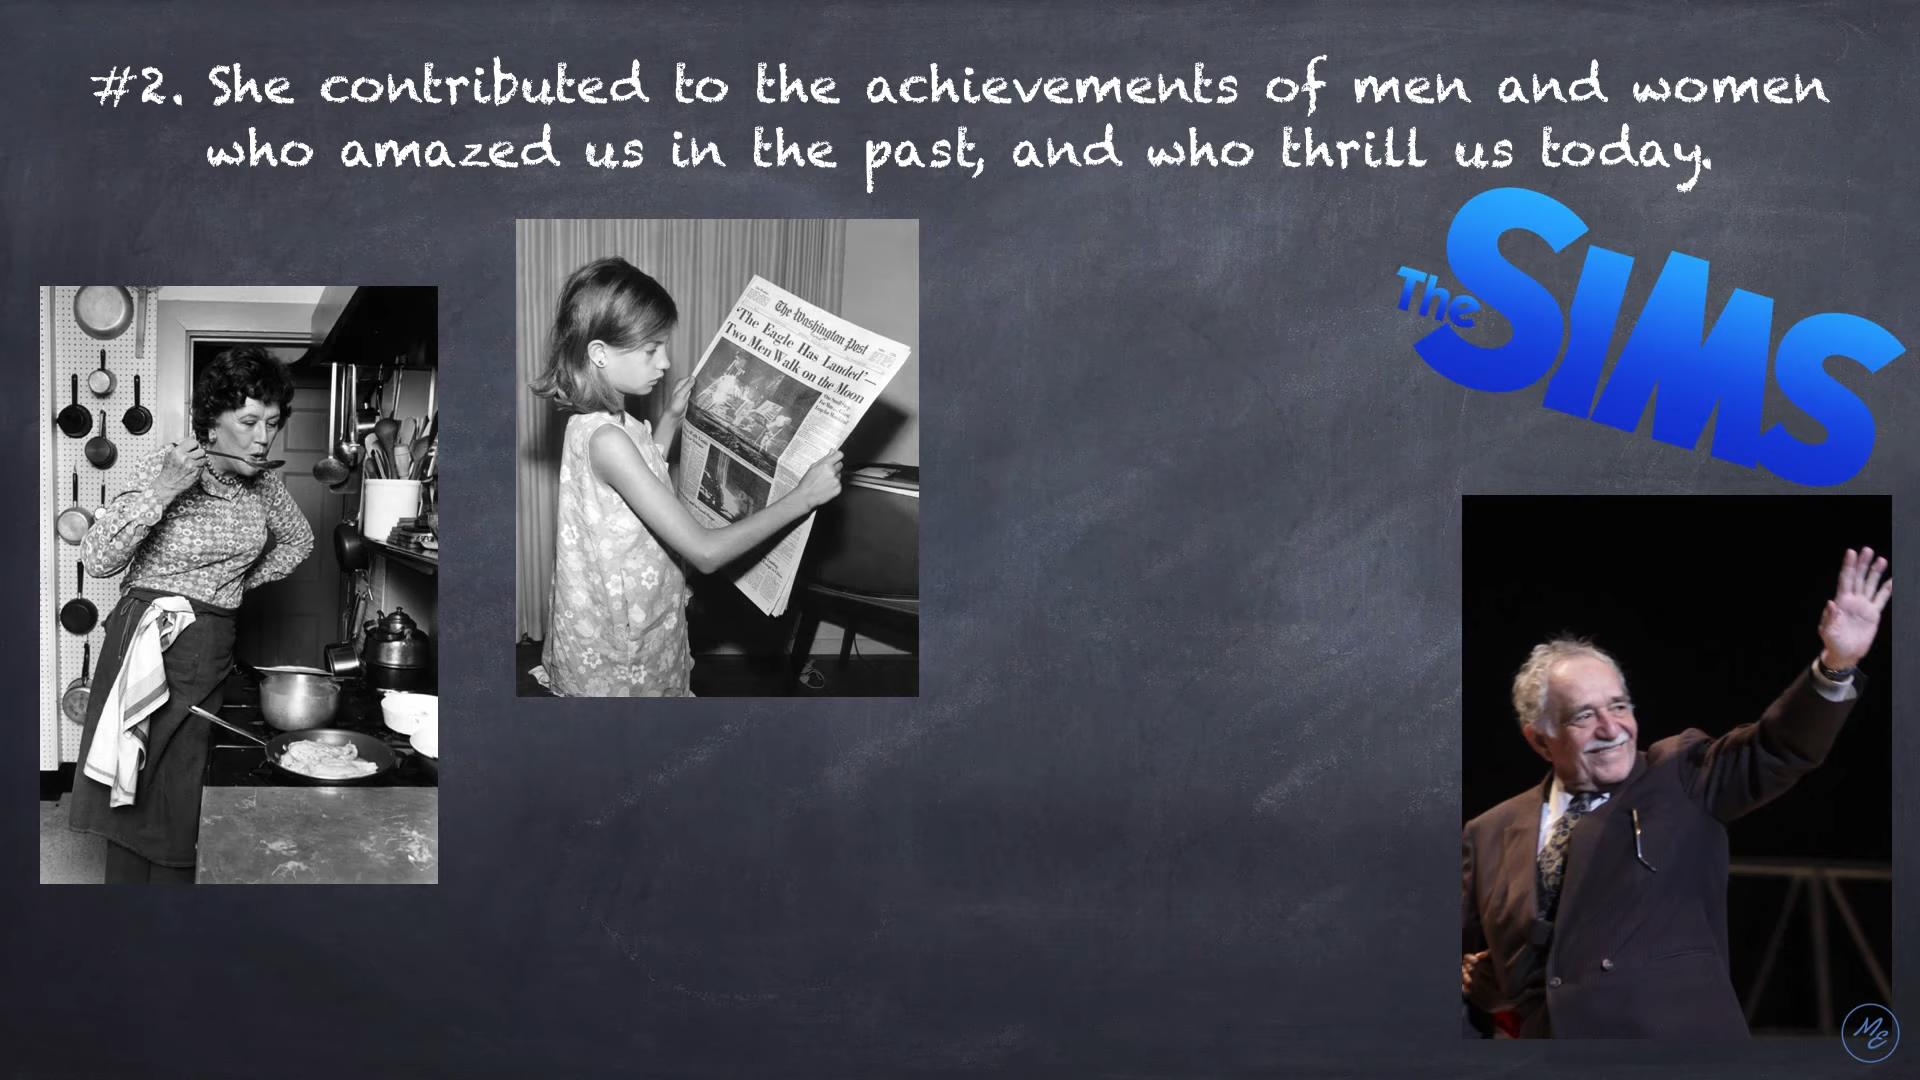 #2. She contributed to the achievements of men and women
who amazed us in the past, and who thrill us today.
The Washington Post
'The Eagle Has Landed'—
Two Men Walk on the Moon
The SIMS
ME